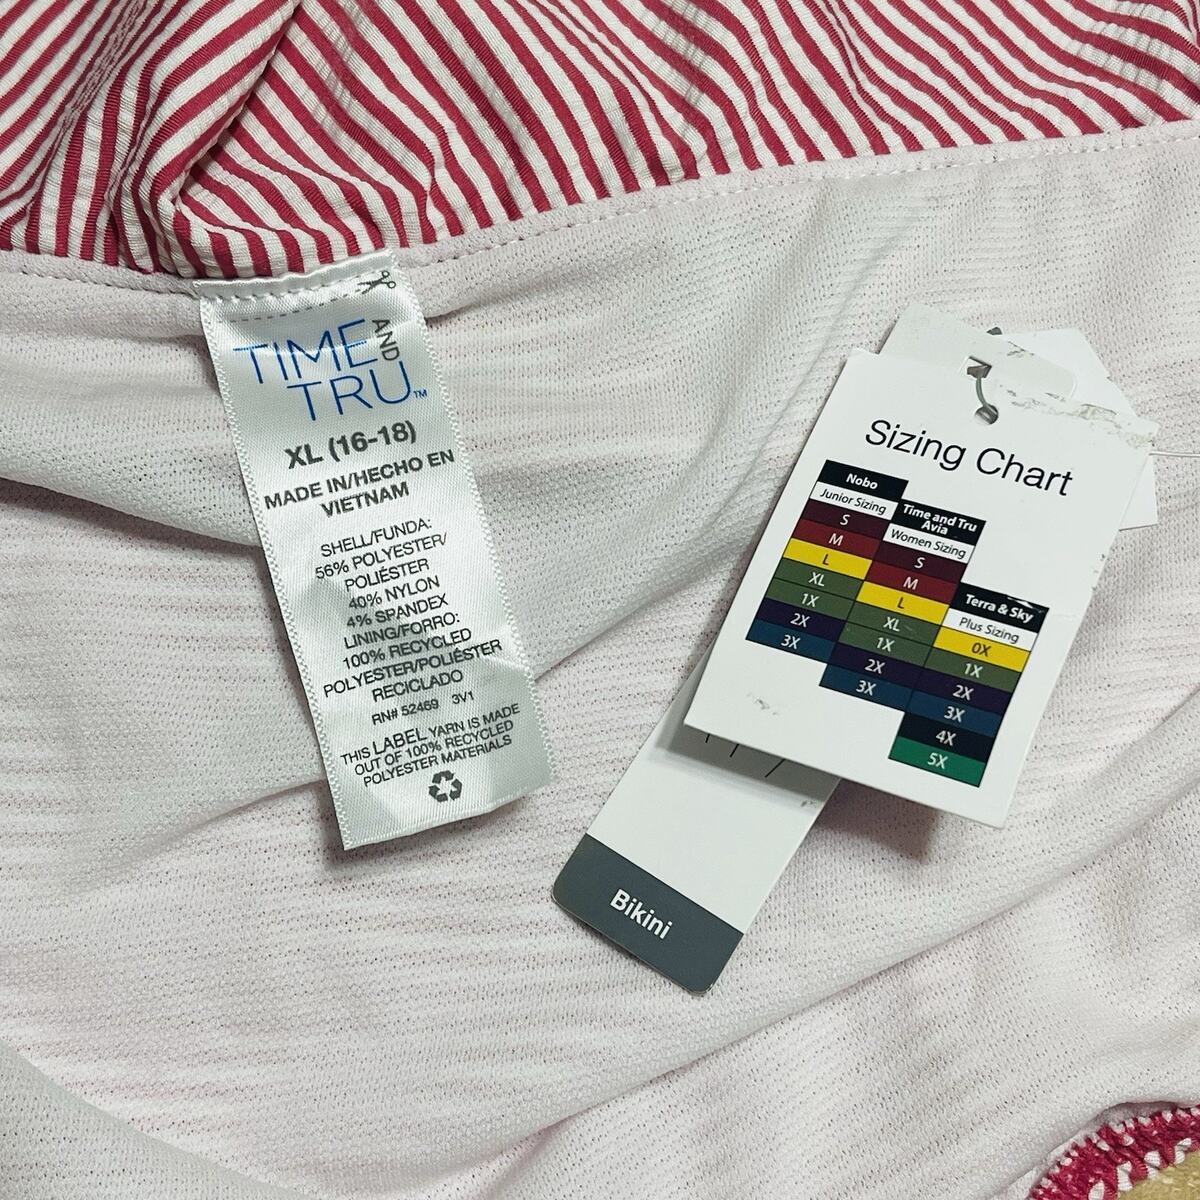 TIME AND
TRU™
XL (16-18)
MADE IN/HECHO EN
VIETNAM
SHELL/FUNDA:
56% POLYESTER/
POLIÉSTER
40% NYLON
4% SPANDEX
LINING/FORRO:
100% RECYCLED
POLYESTER/POLIÉSTER
RECICLADO
RN# 52469 3V1
THIS LABEL YARN IS MADE
OUT OF 100% RECYCLED
POLYESTER MATERIALS
Sizing Chart
Nobo
Junior Sizing
S
M
L
XL
1X
2X
3X
Time and Tru
Avia
Women Sizing
S
M
L
XL
1X
2X
3X
Terra & Sky
Plus Sizing
0X
1X
2X
3X
4X
5X
Bikini